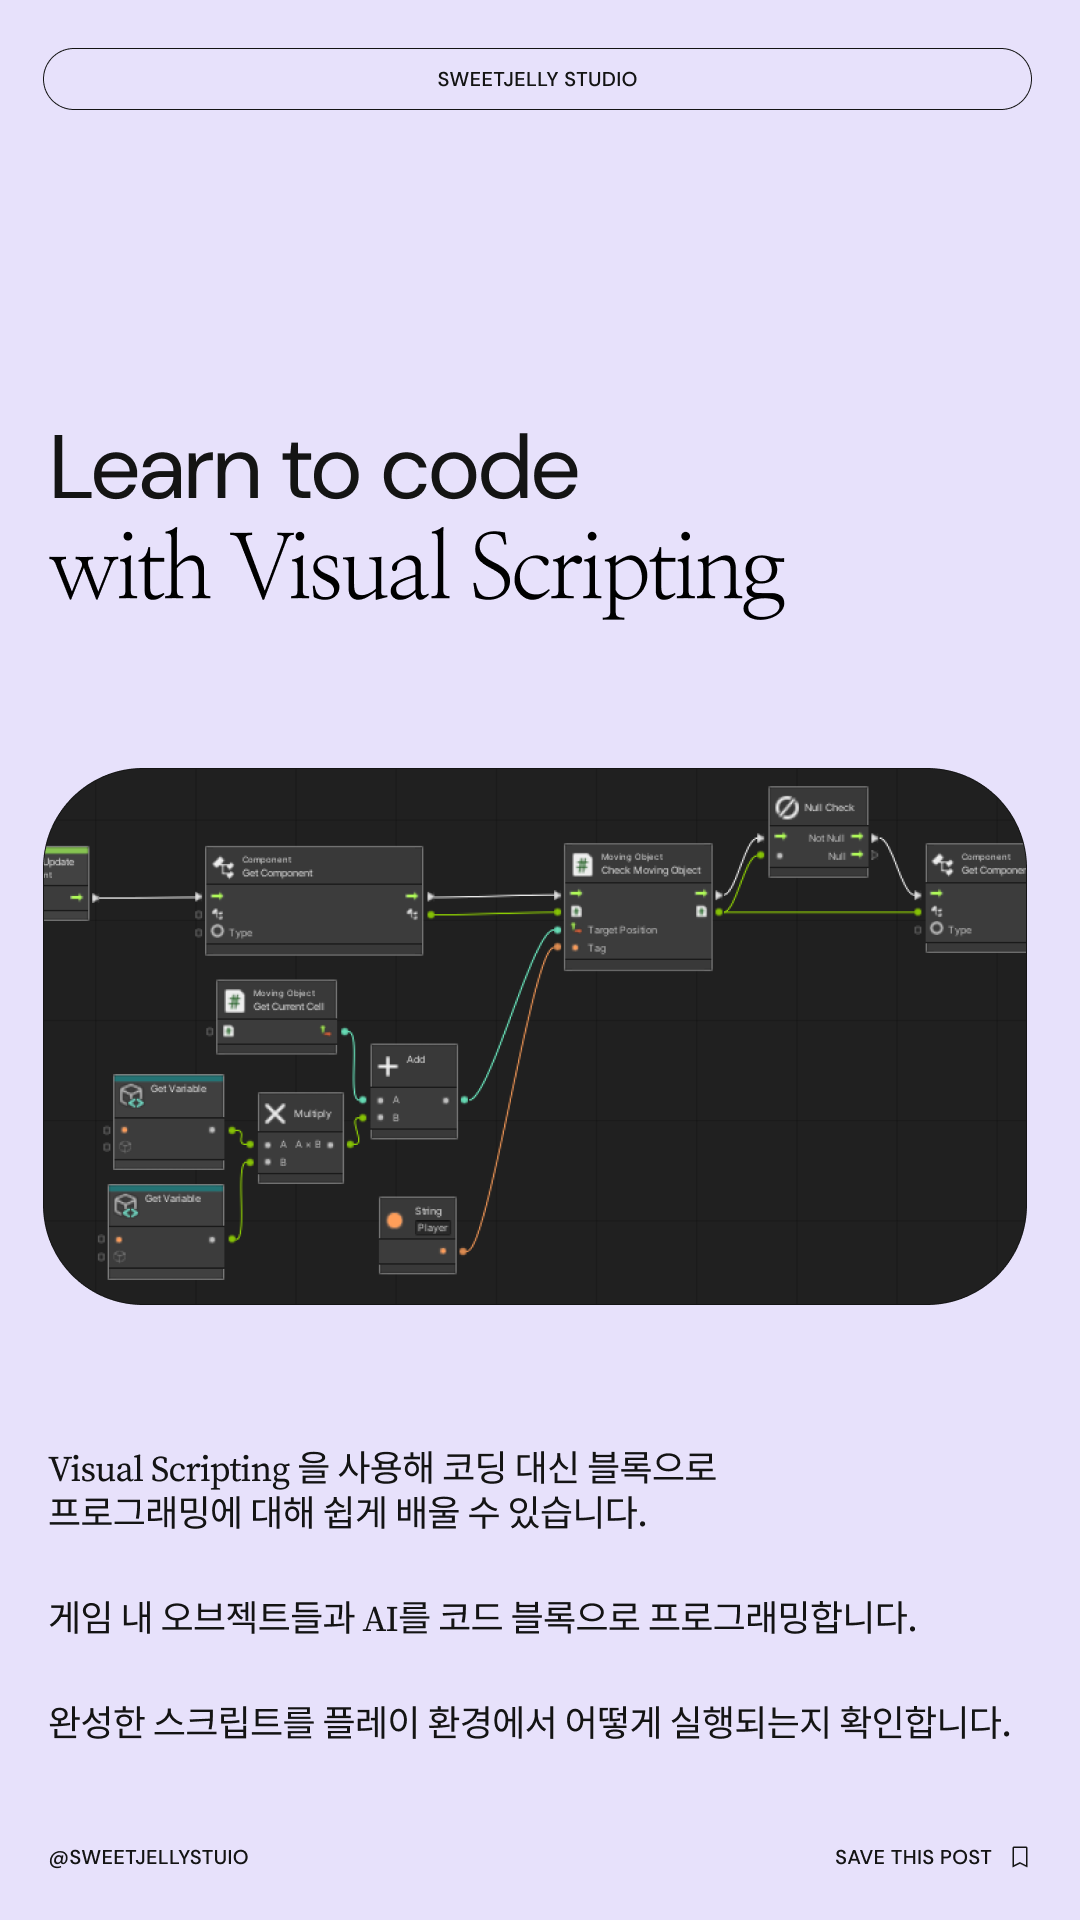 SWEETJELLY STUDIO
Learn to code
with Visual Scripting
Update
nt
Component
Get Component
Type
Moving Object
Check Moving Object
Target Position
Tag
Null Check
Not Null
Null
Component
Get Componen
Type
Moving Object
Get Current Cell
Add
A
B
Get Variable
Multiply
A A × B
B
Get Variable
String
Player
Visual Scripting 을 사용해 코딩 대신 블록으로
프로그래밍에 대해 쉽게 배울 수 있습니다.
게임 내 오브젝트들과 AI를 코드 블록으로 프로그래밍합니다.
완성한 스크립트를 플레이 환경에서 어떻게 실행되는지 확인합니다.
@SWEETJELLYSTUIO
SAVE THIS POST